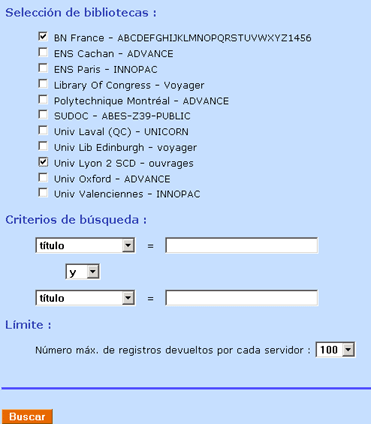 Selección de bibliotecas :
BN France - ABCDEFGHIJKLMNOPQRSTUVWXYZ1456
ENS Cachan - ADVANCE
ENS Paris - INNOPAC
Library Of Congress - Voyager
Polytechnique Montréal - ADVANCE
SUDOC - ABES-Z39-PUBLIC
Univ Laval (QC) - UNICORN
Univ Lib Edinburgh - voyager
Univ Lyon 2 SCD - ouvrages
Univ Oxford - ADVANCE
Univ Valenciennes - INNOPAC
Criterios de búsqueda :
título =
y
título =
Límite :
Número máx. de registros devueltos por cada servidor : 100
Buscar